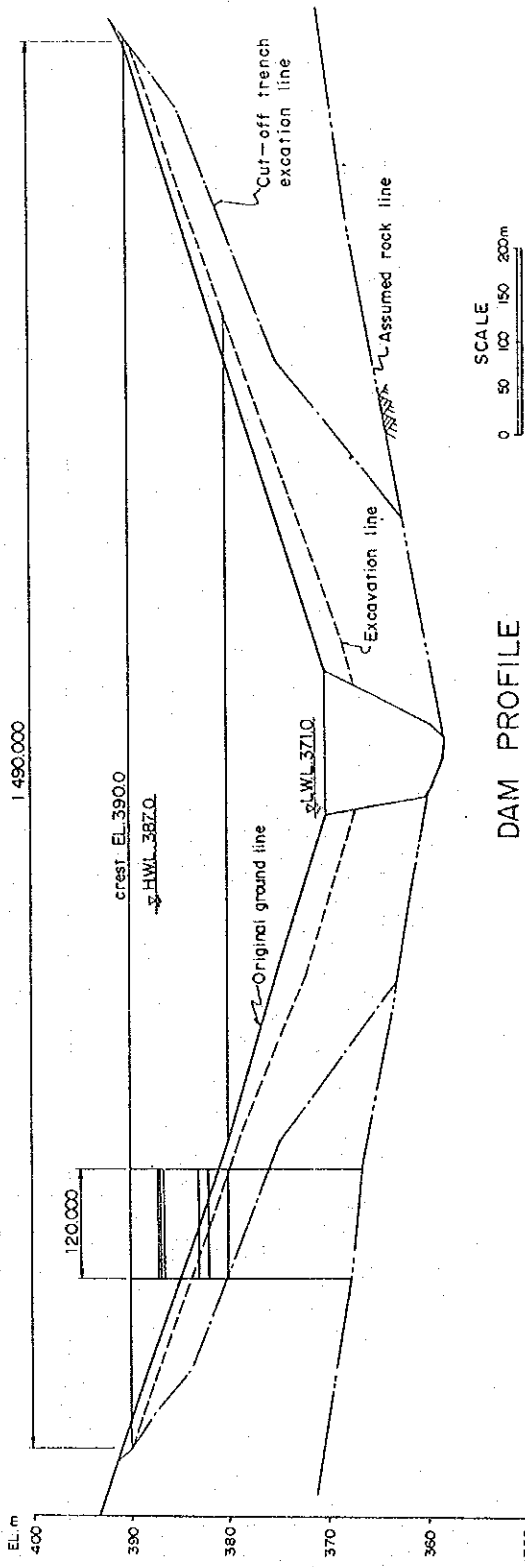 1 490.000
crest EL.390.0
H.W.L. 387.0
120.000
Original ground line
L.W.L. 371.0
Excavation line
Cut-off trench
excation line
Assumed rock line
EL.m
400
390
380
370
360
SCALE
0 50 100 150 200m
DAM PROFILE